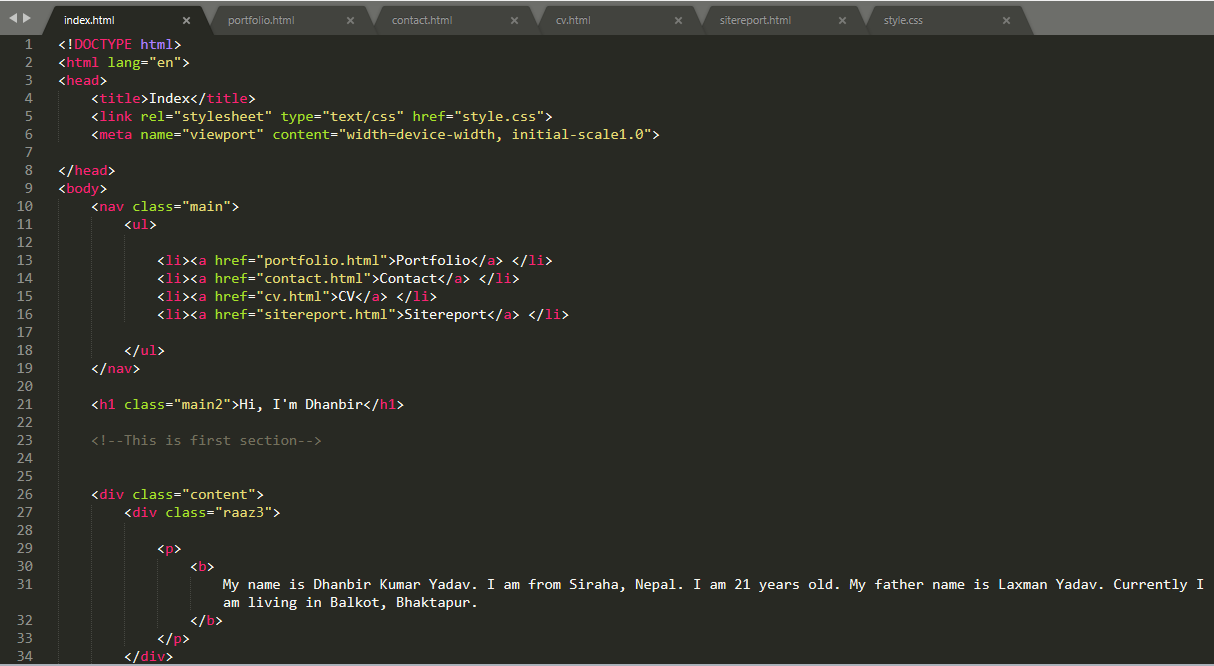 index.html × portfolio.html × contact.html × cv.html × sitereport.html × style.css ×
1 <!DOCTYPE html>
2 <html lang="en">
3 <head>
4 <title>Index</title>
5 <link rel="stylesheet" type="text/css" href="style.css">
6 <meta name="viewport" content="width=device-width, initial-scale1.0">
7
8 </head>
9 <body>
10 <nav class="main">
11 <ul>
12
13 <li><a href="portfolio.html">Portfolio</a> </li>
14 <li><a href="contact.html">Contact</a> </li>
15 <li><a href="cv.html">CV</a> </li>
16 <li><a href="sitereport.html">Sitereport</a> </li>
17
18 </ul>
19 </nav>
20
21 <h1 class="main2">Hi, I'm Dhanbir</h1>
22
23 <!--This is first section-->
24
25
26 <div class="content">
27 <div class="raaz3">
28
29 <p>
30 <b>
31 My name is Dhanbir Kumar Yadav. I am from Siraha, Nepal. I am 21 years old. My father name is Laxman Yadav. Currently I
am living in Balkot, Bhaktapur.
32 </b>
33 </p>
34 </div>